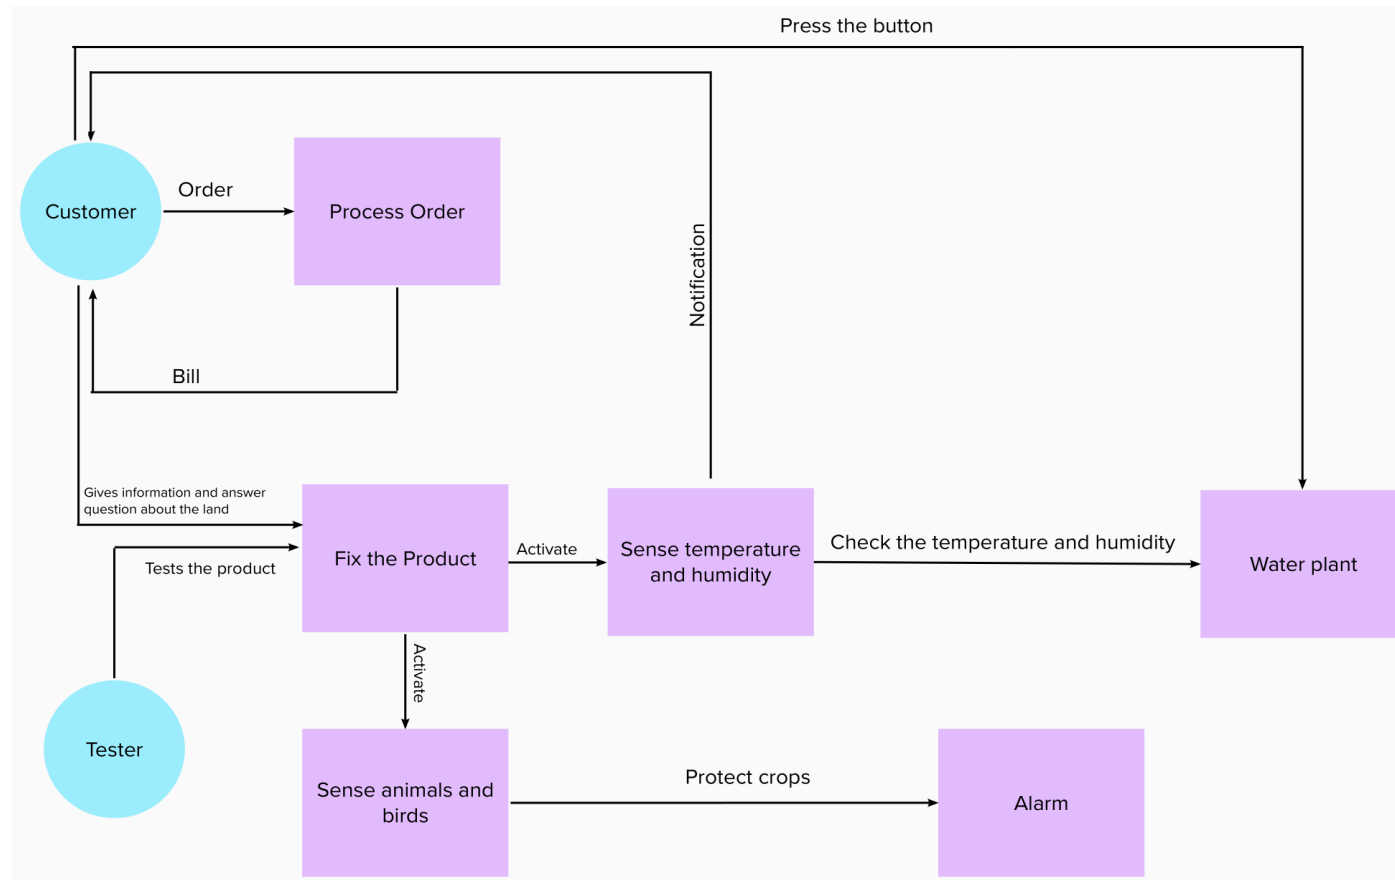 Press the button
Customer
Order
Process Order
Notification
Bill
Gives information and answer
question about the land
Fix the Product
Activate
Sense temperature
and humidity
Check the temperature and humidity
Water plant
Tests the product
Activate
Tester
Sense animals and
birds
Protect crops
Alarm